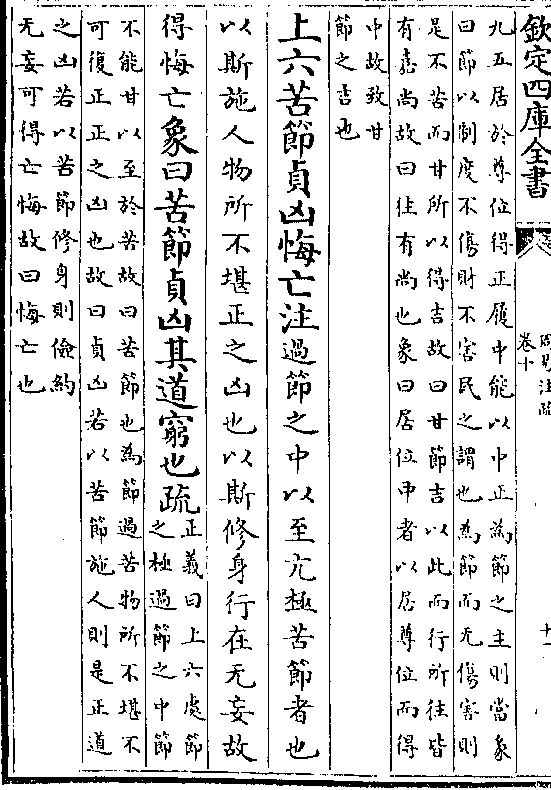 欽定四庫全書
周易注疏
卷十
十一
九五居於尊位得正履中能以中正為節之主則當象
曰節以制度不傷財不害民之謂也為節而无傷害則
是不苦而甘所以得吉故曰甘節吉以此而行所往皆
有嘉尚故曰往有尚也象曰居位中者以居尊位而得
中故致甘
節之吉也
上六苦節貞凶悔亡注過節之中以至亢極苦節者也
以斯施人物所不堪正之凶也以斯修身行在无妄故
得悔亡象曰苦節貞凶其道窮也疏正義曰上六處節
之極過節之中節
不能甘以至於苦故曰苦節也為節過苦物所不堪不
可復正正之凶也故曰貞凶若以苦節施人則是正道
之凶若以苦節修身則儉約
无妄可得亡悔故曰悔亡也